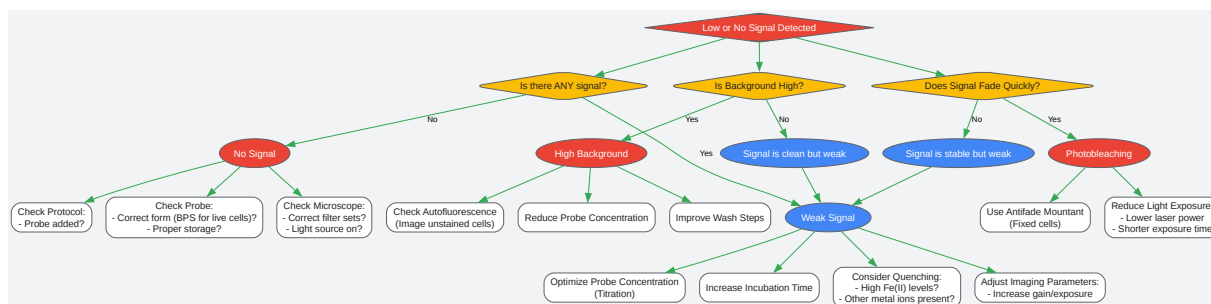 Low or No Signal Detected
Is there ANY signal?
Is Background High?
Does Signal Fade Quickly?
No
Yes
No
No
Yes
Yes
No Signal
High Background
Signal is clean but weak
Signal is stable but weak
Photobleaching
Check Protocol:
- Probe added?
Check Probe:
- Correct form (BPS for live cells)?
- Proper storage?
Check Microscope:
- Correct filter sets?
- Light source on?
Check Autofluorescence
(Image unstained cells)
Reduce Probe Concentration
Improve Wash Steps
Weak Signal
Use Antifade Mountant
(Fixed cells)
Reduce Light Exposure:
- Lower laser power
- Shorter exposure time
Optimize Probe Concentration
(Titration)
Increase Incubation Time
Consider Quenching:
- High Fe(II) levels?
- Other metal ions present?
Adjust Imaging Parameters:
- Increase gain/exposure